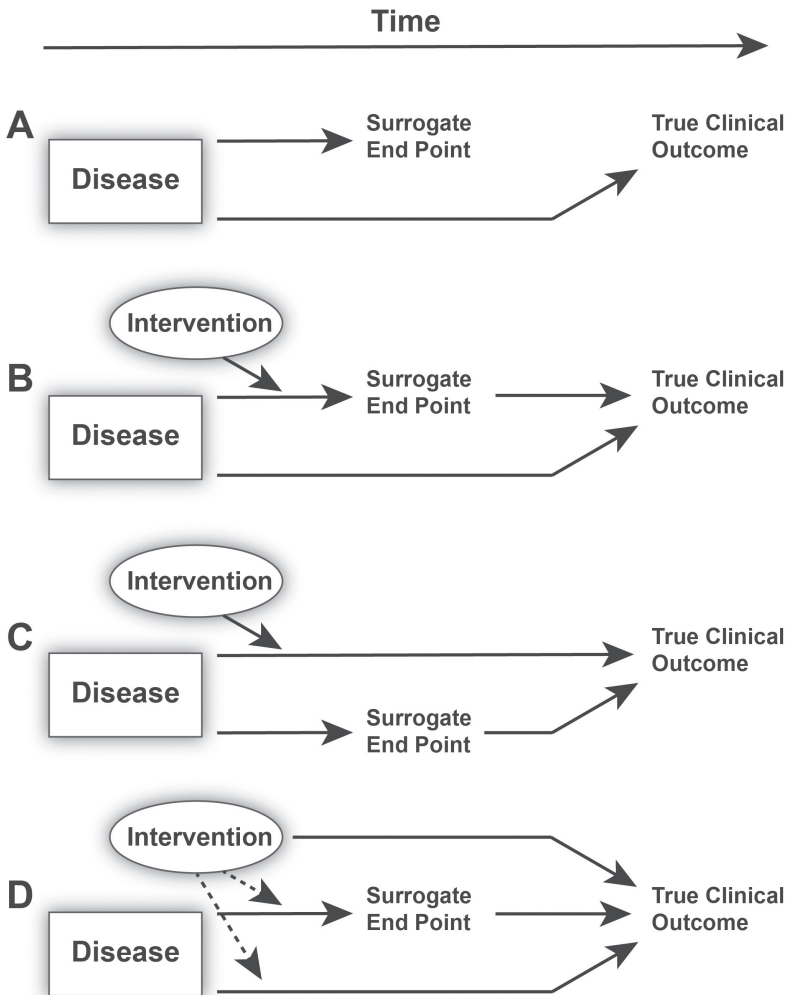 Time
A
Disease
Surrogate
End Point
True Clinical
Outcome
Intervention
B
Disease
Surrogate
End Point
True Clinical
Outcome
Intervention
C
Disease
True Clinical
Outcome
Surrogate
End Point
Intervention
D
Disease
Surrogate
End Point
True Clinical
Outcome